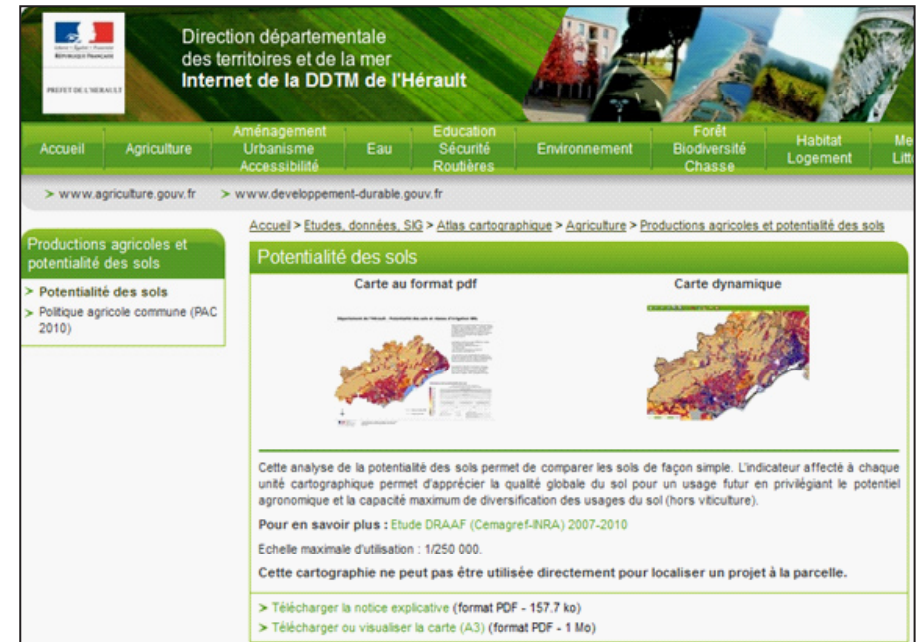 Direction départementale
des territoires et de la mer
Internet de la DDTM de l'Hérault
RÉPUBLIQUE FRANÇAISE
PREFET DE L'HERAULT
Accueil
Agriculture
Aménagement
Urbanisme
Accessibilité
Eau
Education
Sécurité
Routières
Environnement
Forêt
Biodiversité
Chasse
Habitat
Logement
> www.agriculture.gouv.fr > www.developpement-durable.gouv.fr
Accueil > Etudes, données, SIG > Atlas cartographique > Agriculture > Productions agricoles et potentialité des sols
Productions agricoles et
potentialité des sols
> Potentialité des sols
> Politique agricole commune (PAC
2010)
Potentialité des sols
Carte au format pdf
Carte dynamique
Cette analyse de la potentialité des sols permet de comparer les sols de façon simple. L'indicateur affecté à chaque
unité cartographique permet d'apprécier la qualité globale du sol pour un usage futur en privilégiant le potentiel
agronomique et la capacité maximum de diversification des usages du sol (hors viticulture).
Pour en savoir plus : Etude DRAAF (Cemagref-INRA) 2007-2010
Echelle maximale d'utilisation : 1/250 000.
Cette cartographie ne peut pas être utilisée directement pour localiser un projet à la parcelle.
> Télécharger la notice explicative (format PDF - 157.7 ko)
> Télécharger ou visualiser la carte (A3) (format PDF - 1 Mo)